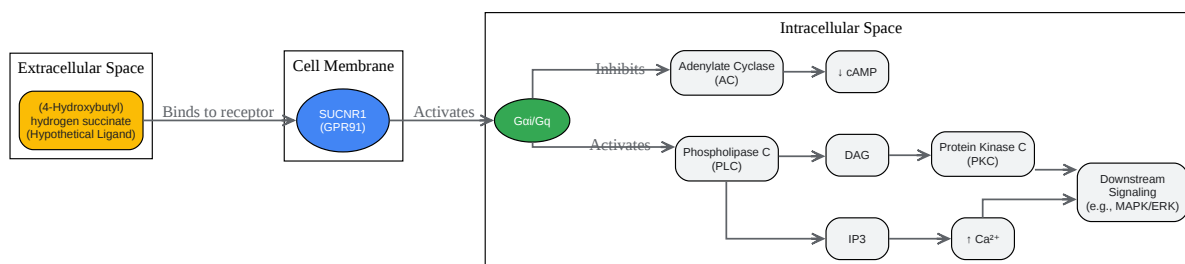 Extracellular Space
(4-Hydroxybutyl)
hydrogen succinate
(Hypothetical Ligand)
Binds to receptor
Cell Membrane
SUCNR1
(GPR91)
Activates
Intracellular Space
Gαi/Gq
Inhibits
Adenylate Cyclase
(AC)
↓ cAMP
Activates
Phospholipase C
(PLC)
DAG
Protein Kinase C
(PKC)
IP3
↑ Ca²⁺
Downstream
Signaling
(e.g., MAPK/ERK)